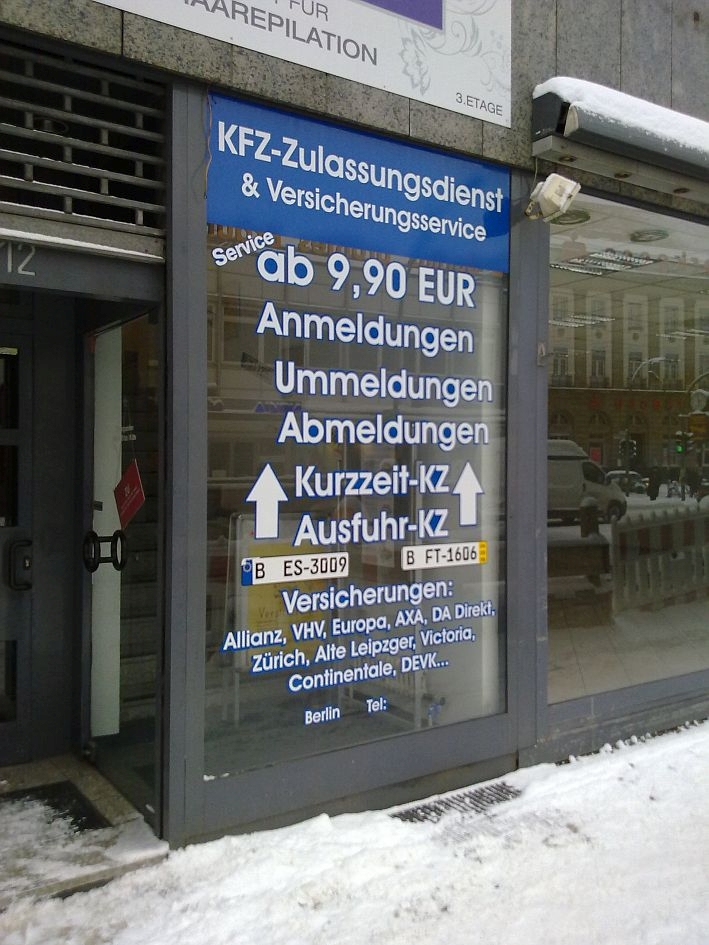 FÜR
HAAREPILATION
3.ETAGE
KFZ-Zulassungsdienst
& Versicherungsservice
Service
ab 9,90 EUR
Anmeldungen
Ummeldungen
Abmeldungen
Kurzzeit-KZ
Ausfuhr-KZ
B ES-3009
B FT-1606
Versicherungen:
Allianz, VHV, Europa, AXA, DA Direkt,
Zürich, Alte Leipzger, Victoria,
Continentale, DEVK...
Berlin Tel:
12